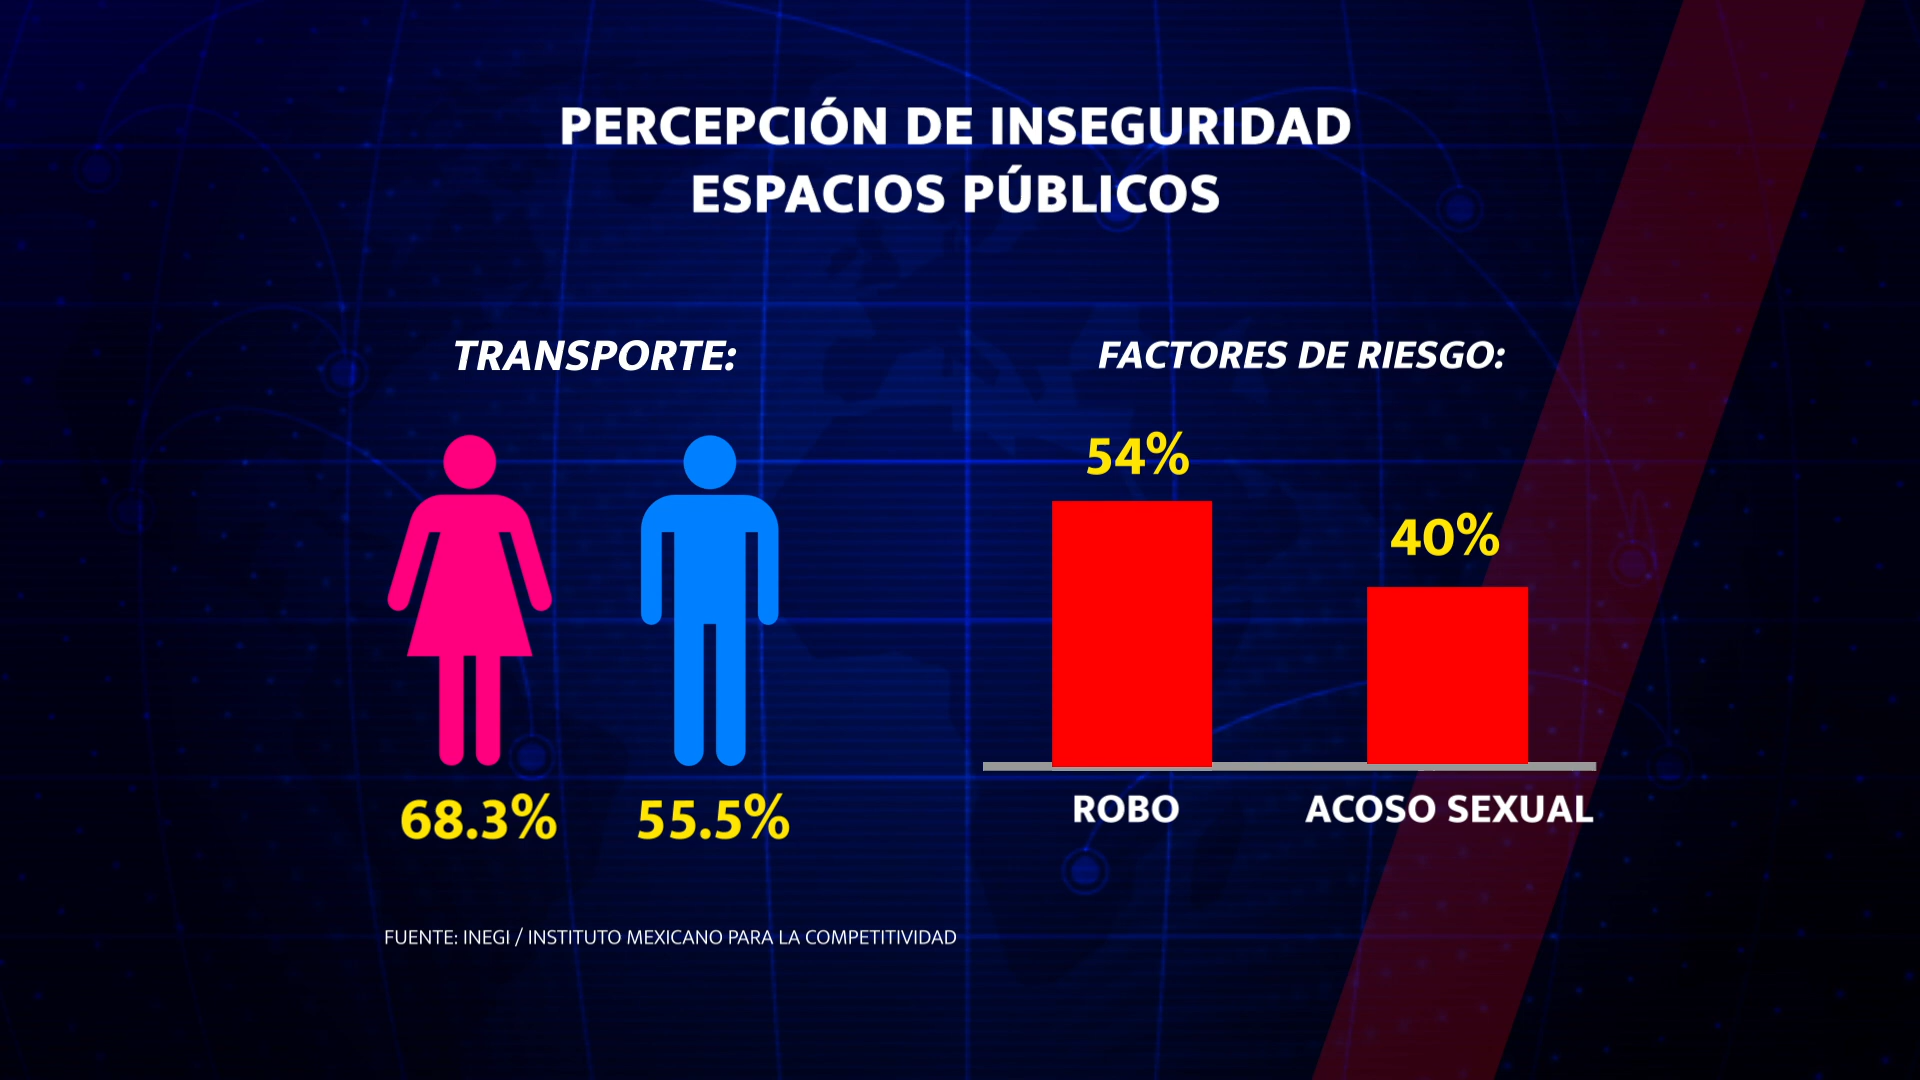 PERCEPCIÓN DE INSEGURIDAD
ESPACIOS PÚBLICOS
TRANSPORTE:
68.3% 55.5%
FACTORES DE RIESGO:
54%
40%
ROBO ACOSO SEXUAL
FUENTE: INEGI / INSTITUTO MEXICANO PARA LA COMPETITIVIDAD